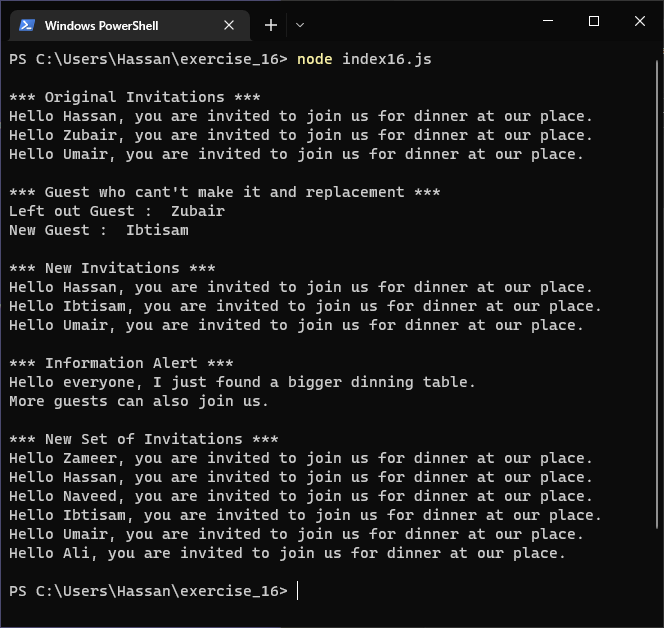 Windows PowerShell
PS C:\Users\Hassan\exercise_16> node index16.js
*** Original Invitations ***
Hello Hassan, you are invited to join us for dinner at our place.
Hello Zubair, you are invited to join us for dinner at our place.
Hello Umair, you are invited to join us for dinner at our place.
*** Guest who cant't make it and replacement ***
Left out Guest :  Zubair
New Guest :  Ibtisam
*** New Invitations ***
Hello Hassan, you are invited to join us for dinner at our place.
Hello Ibtisam, you are invited to join us for dinner at our place.
Hello Umair, you are invited to join us for dinner at our place.
*** Information Alert ***
Hello everyone, I just found a bigger dinning table.
More guests can also join us.
*** New Set of Invitations ***
Hello Zameer, you are invited to join us for dinner at our place.
Hello Hassan, you are invited to join us for dinner at our place.
Hello Naveed, you are invited to join us for dinner at our place.
Hello Ibtisam, you are invited to join us for dinner at our place.
Hello Umair, you are invited to join us for dinner at our place.
Hello Ali, you are invited to join us for dinner at our place.
PS C:\Users\Hassan\exercise_16>